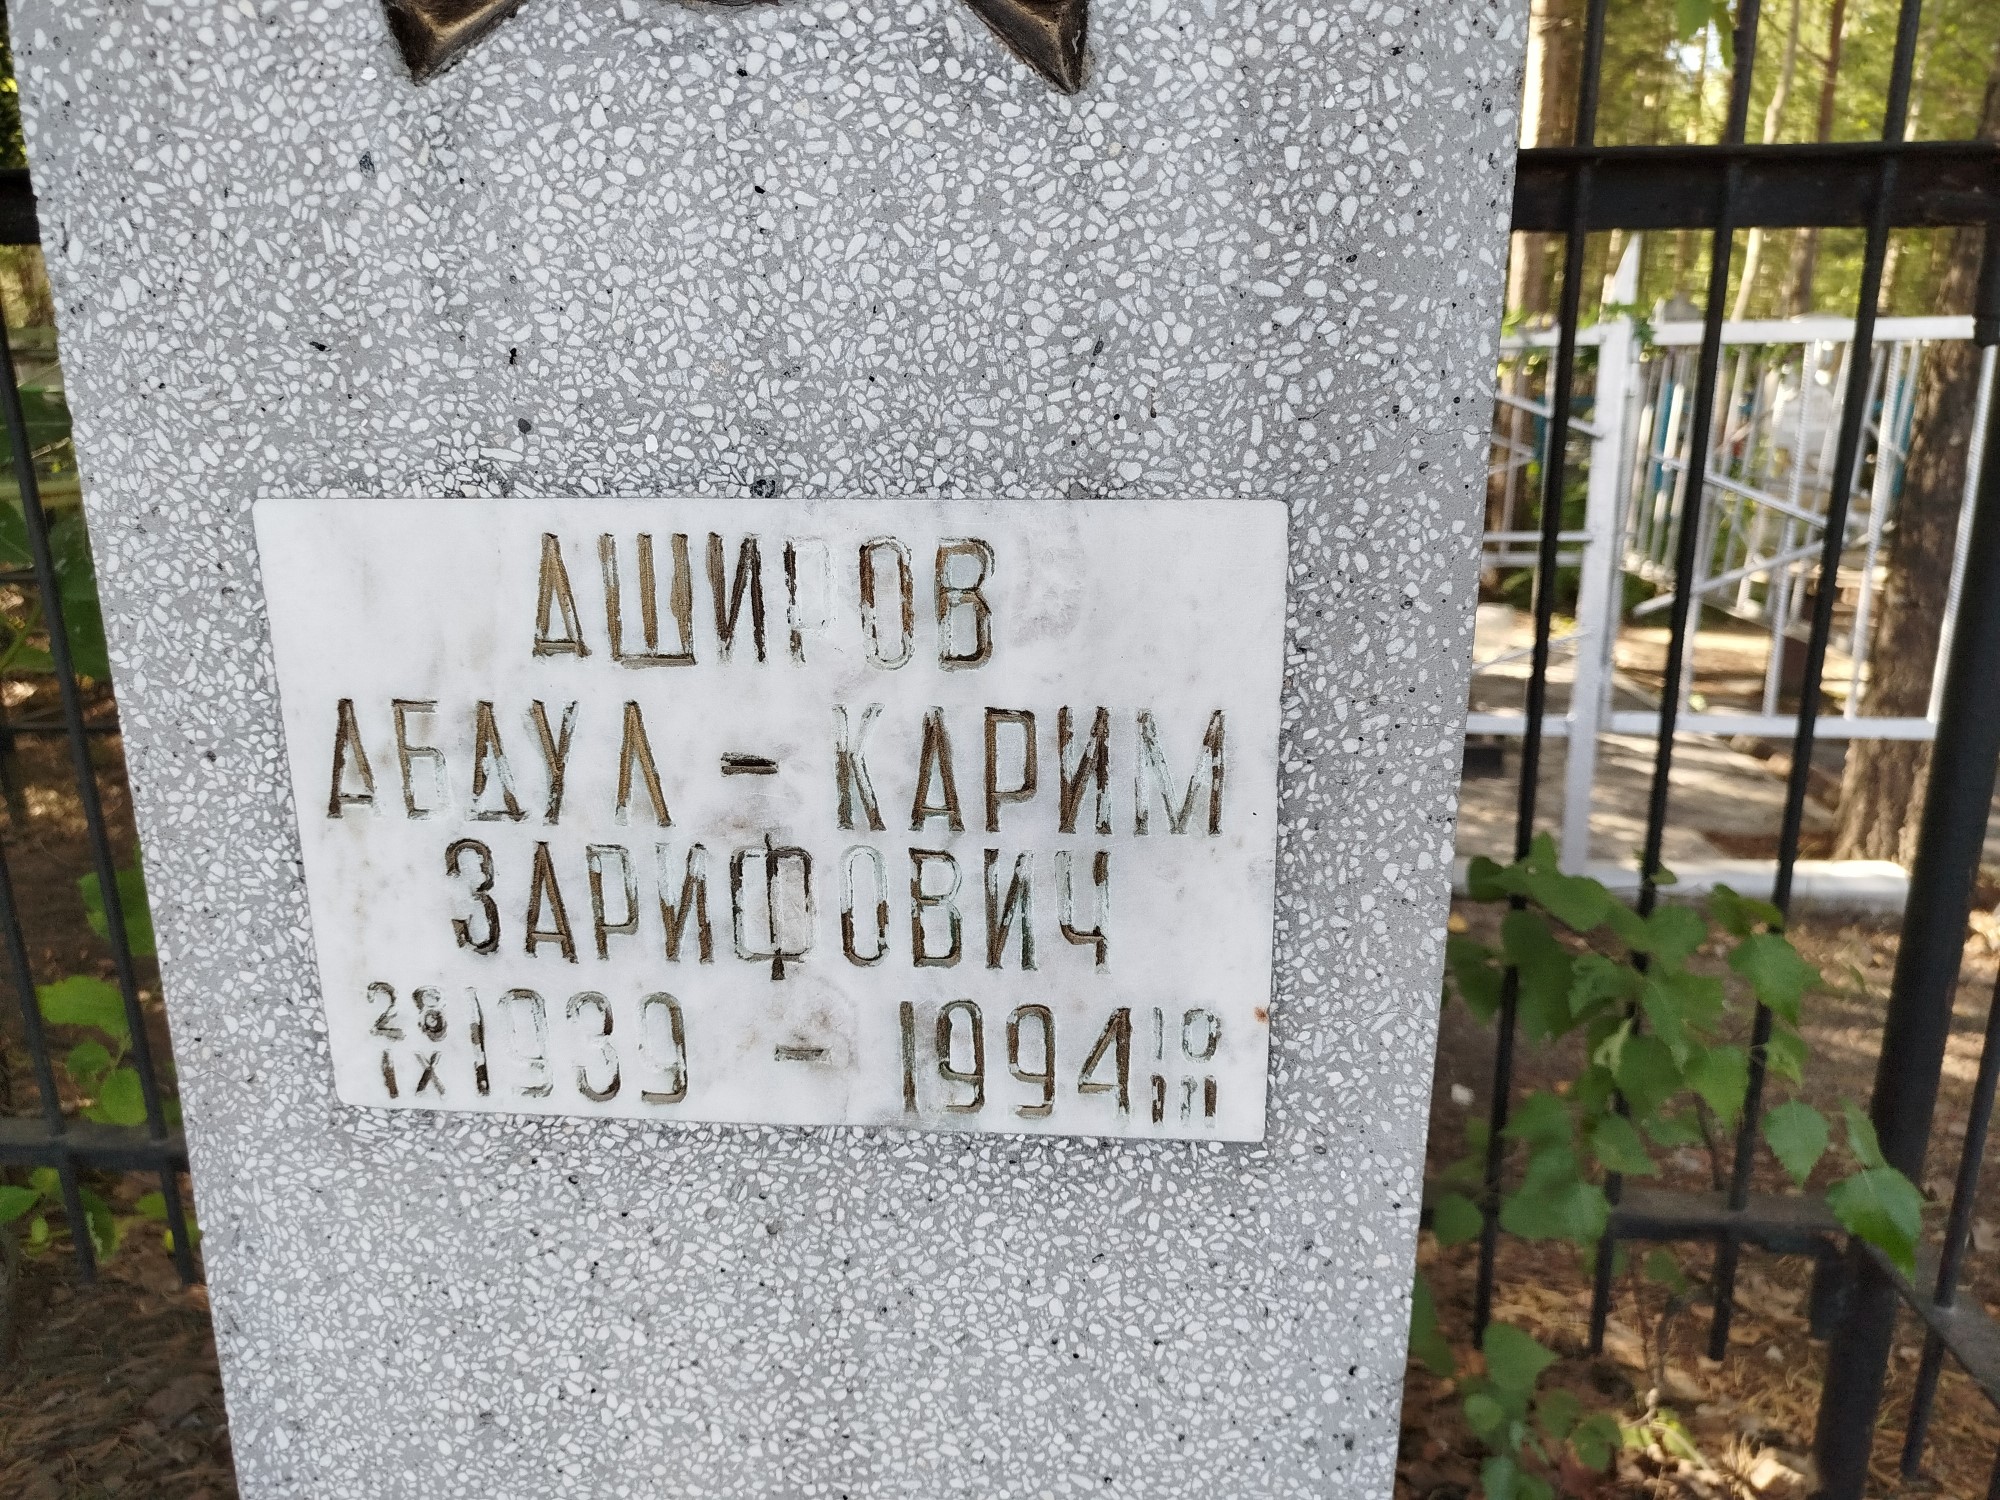 АШИРОВ
АБДУЛ - КАРИМ
ЗАРИФОВИЧ
28 IX 1939 - 1994 10 III